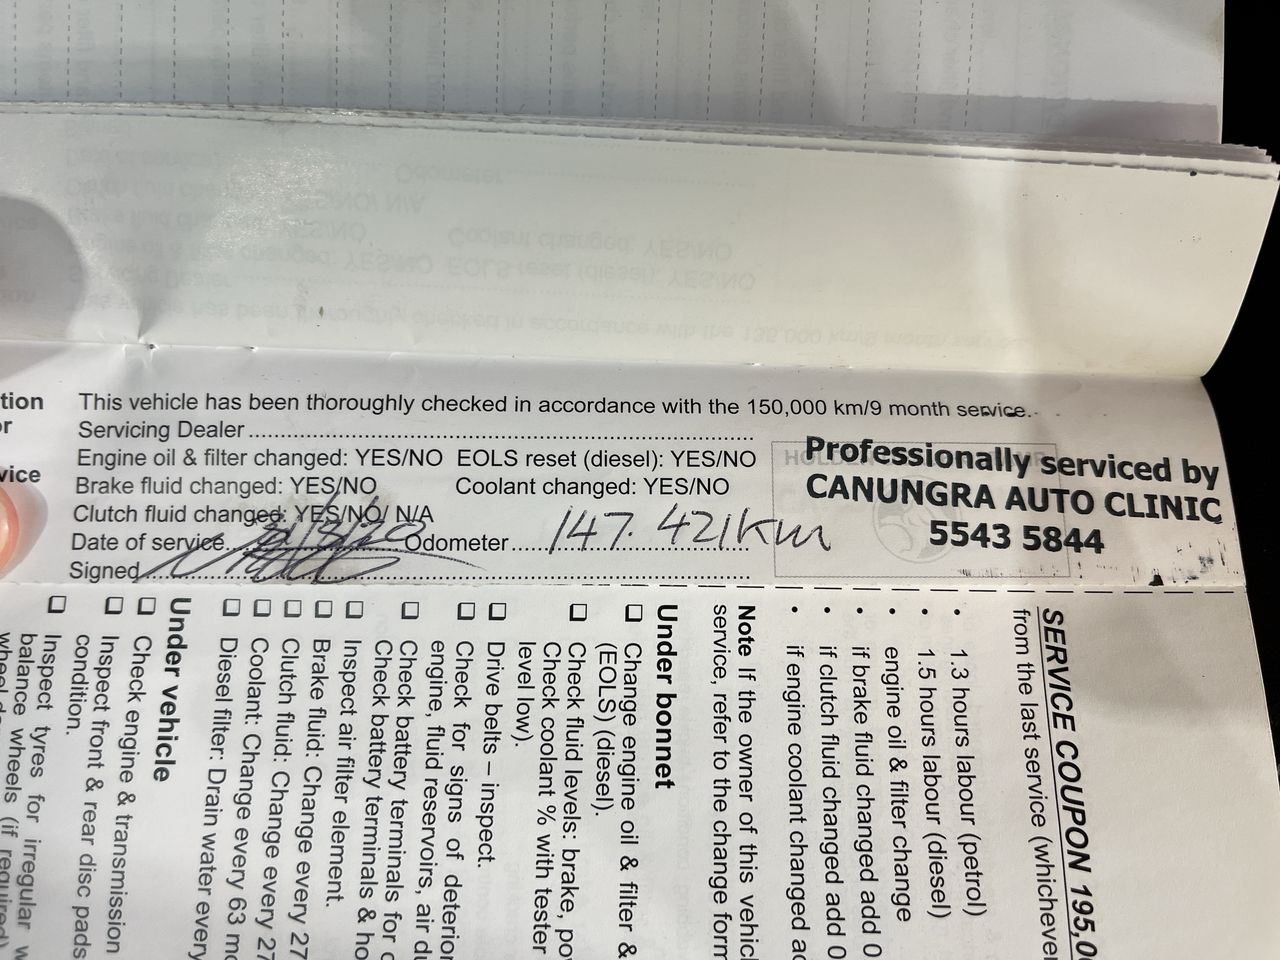 This vehicle has been thoroughly checked in accordance with the 150,000 km/9 month service.
Servicing Dealer
Engine oil & filter changed: YES/NO EOLS reset (diesel): YES/NO
Brake fluid changed: YES/NO Coolant changed: YES/NO
Clutch fluid changed: YES/NO/ N/A
Date of service Odometer 147.421km
Signed
Professionally serviced by
CANUNGRA AUTO CLINIC
5543 5844
tion
vice
SERVICE COUPON 195,0
from the last service (whichever
• 1.3 hours labour (petrol)
• 1.5 hours labour (diesel)
• engine oil & filter change
• if brake fluid changed add 0
• if clutch fluid changed add 0
• if engine coolant changed
Note If the owner of this
service, refer to the change form
Under bonnet
Change engine oil & filter &
(EOLS) (diesel).
Check fluid levels: brake,
Check coolant % with tester
level low).
Drive belts – inspect.
Check for signs of
engine, fluid reservoirs, air
Check battery terminals for
Check battery terminals &
Inspect air filter element.
Brake fluid: Change every 27
Clutch fluid: Change every 27
Coolant: Change every 63
Diesel filter: Drain water every
Under vehicle
Check engine & transmission
Inspect front & rear disc pads
condition.
Inspect tyres for irregular
balance wheels (if required)